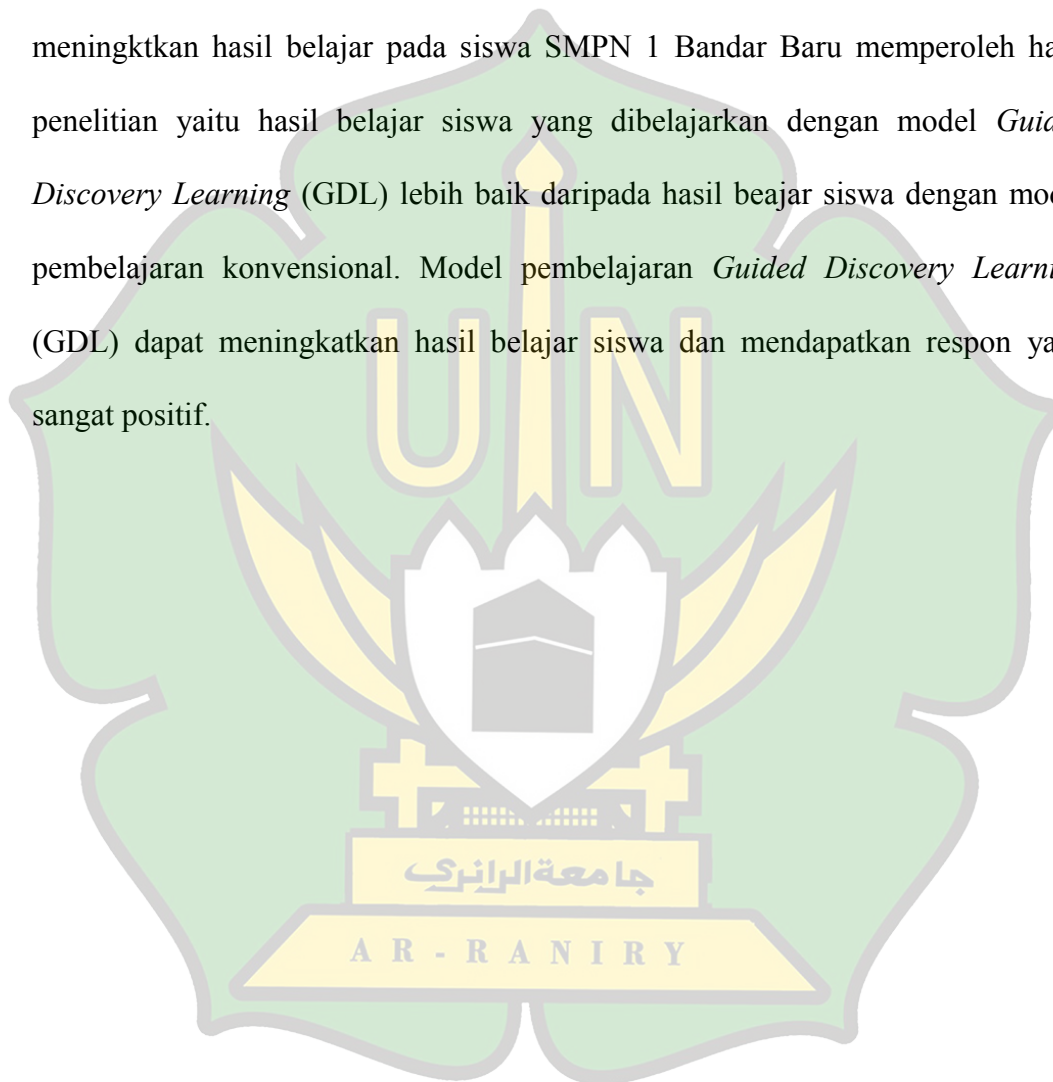 meningktkan hasil belajar pada siswa SMPN 1 Bandar Baru memperoleh ha
penelitian yaitu hasil belajar siswa yang dibelajarkan dengan model Guid
Discovery Learning (GDL) lebih baik daripada hasil beajar siswa dengan mod
pembelajaran konvensional. Model pembelajaran Guided Discovery Learni
(GDL) dapat meningkatkan hasil belajar siswa dan mendapatkan respon ya
sangat positif.
UIN
جامعة الرانري
AR-RANIRY